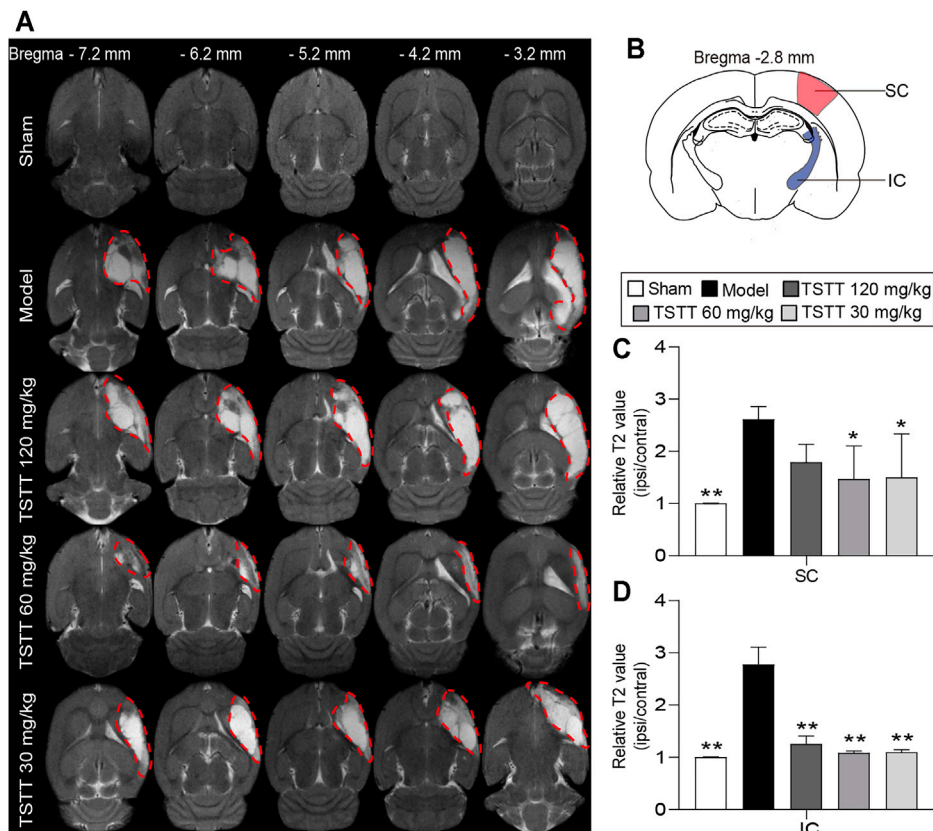 A
Bregma - 7.2 mm - 6.2 mm - 5.2 mm - 4.2 mm - 3.2 mm
Sham
Model
TSTT 120 mg/kg
TSTT 60 mg/kg
TSTT 30 mg/kg
B
Bregma -2.8 mm
SC
IC
Sham Model TSTT 120 mg/kg
TSTT 60 mg/kg TSTT 30 mg/kg
C
Relative T2 value
(ipsi/contral)
4
3
2
1
0
** * *
SC
D
Relative T2 value
(ipsi/contral)
4
3
2
1
0
** ** ** **
IC